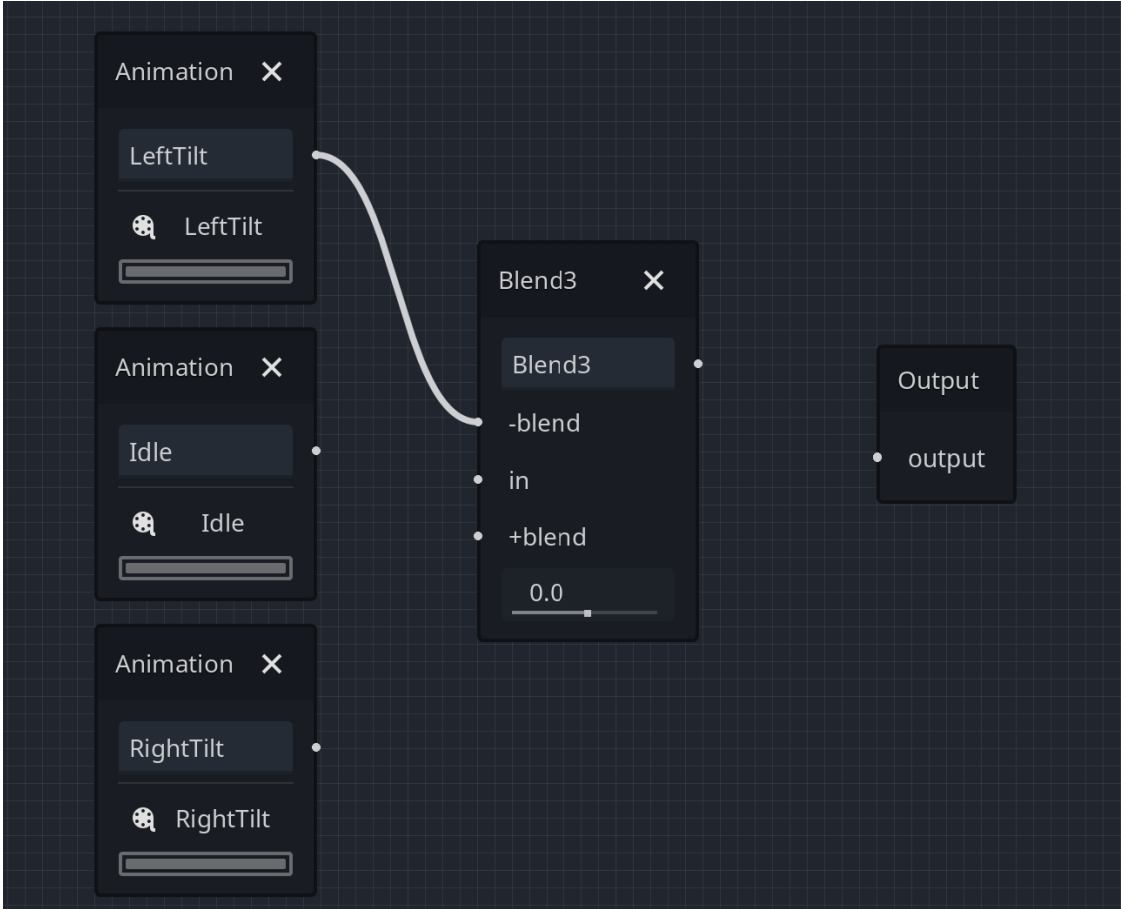 Animation
LeftTilt
LeftTilt
Animation
Idle
Idle
Animation
RightTilt
RightTilt
Blend3
Blend3
-blend
in
+blend
0.0
Output
output